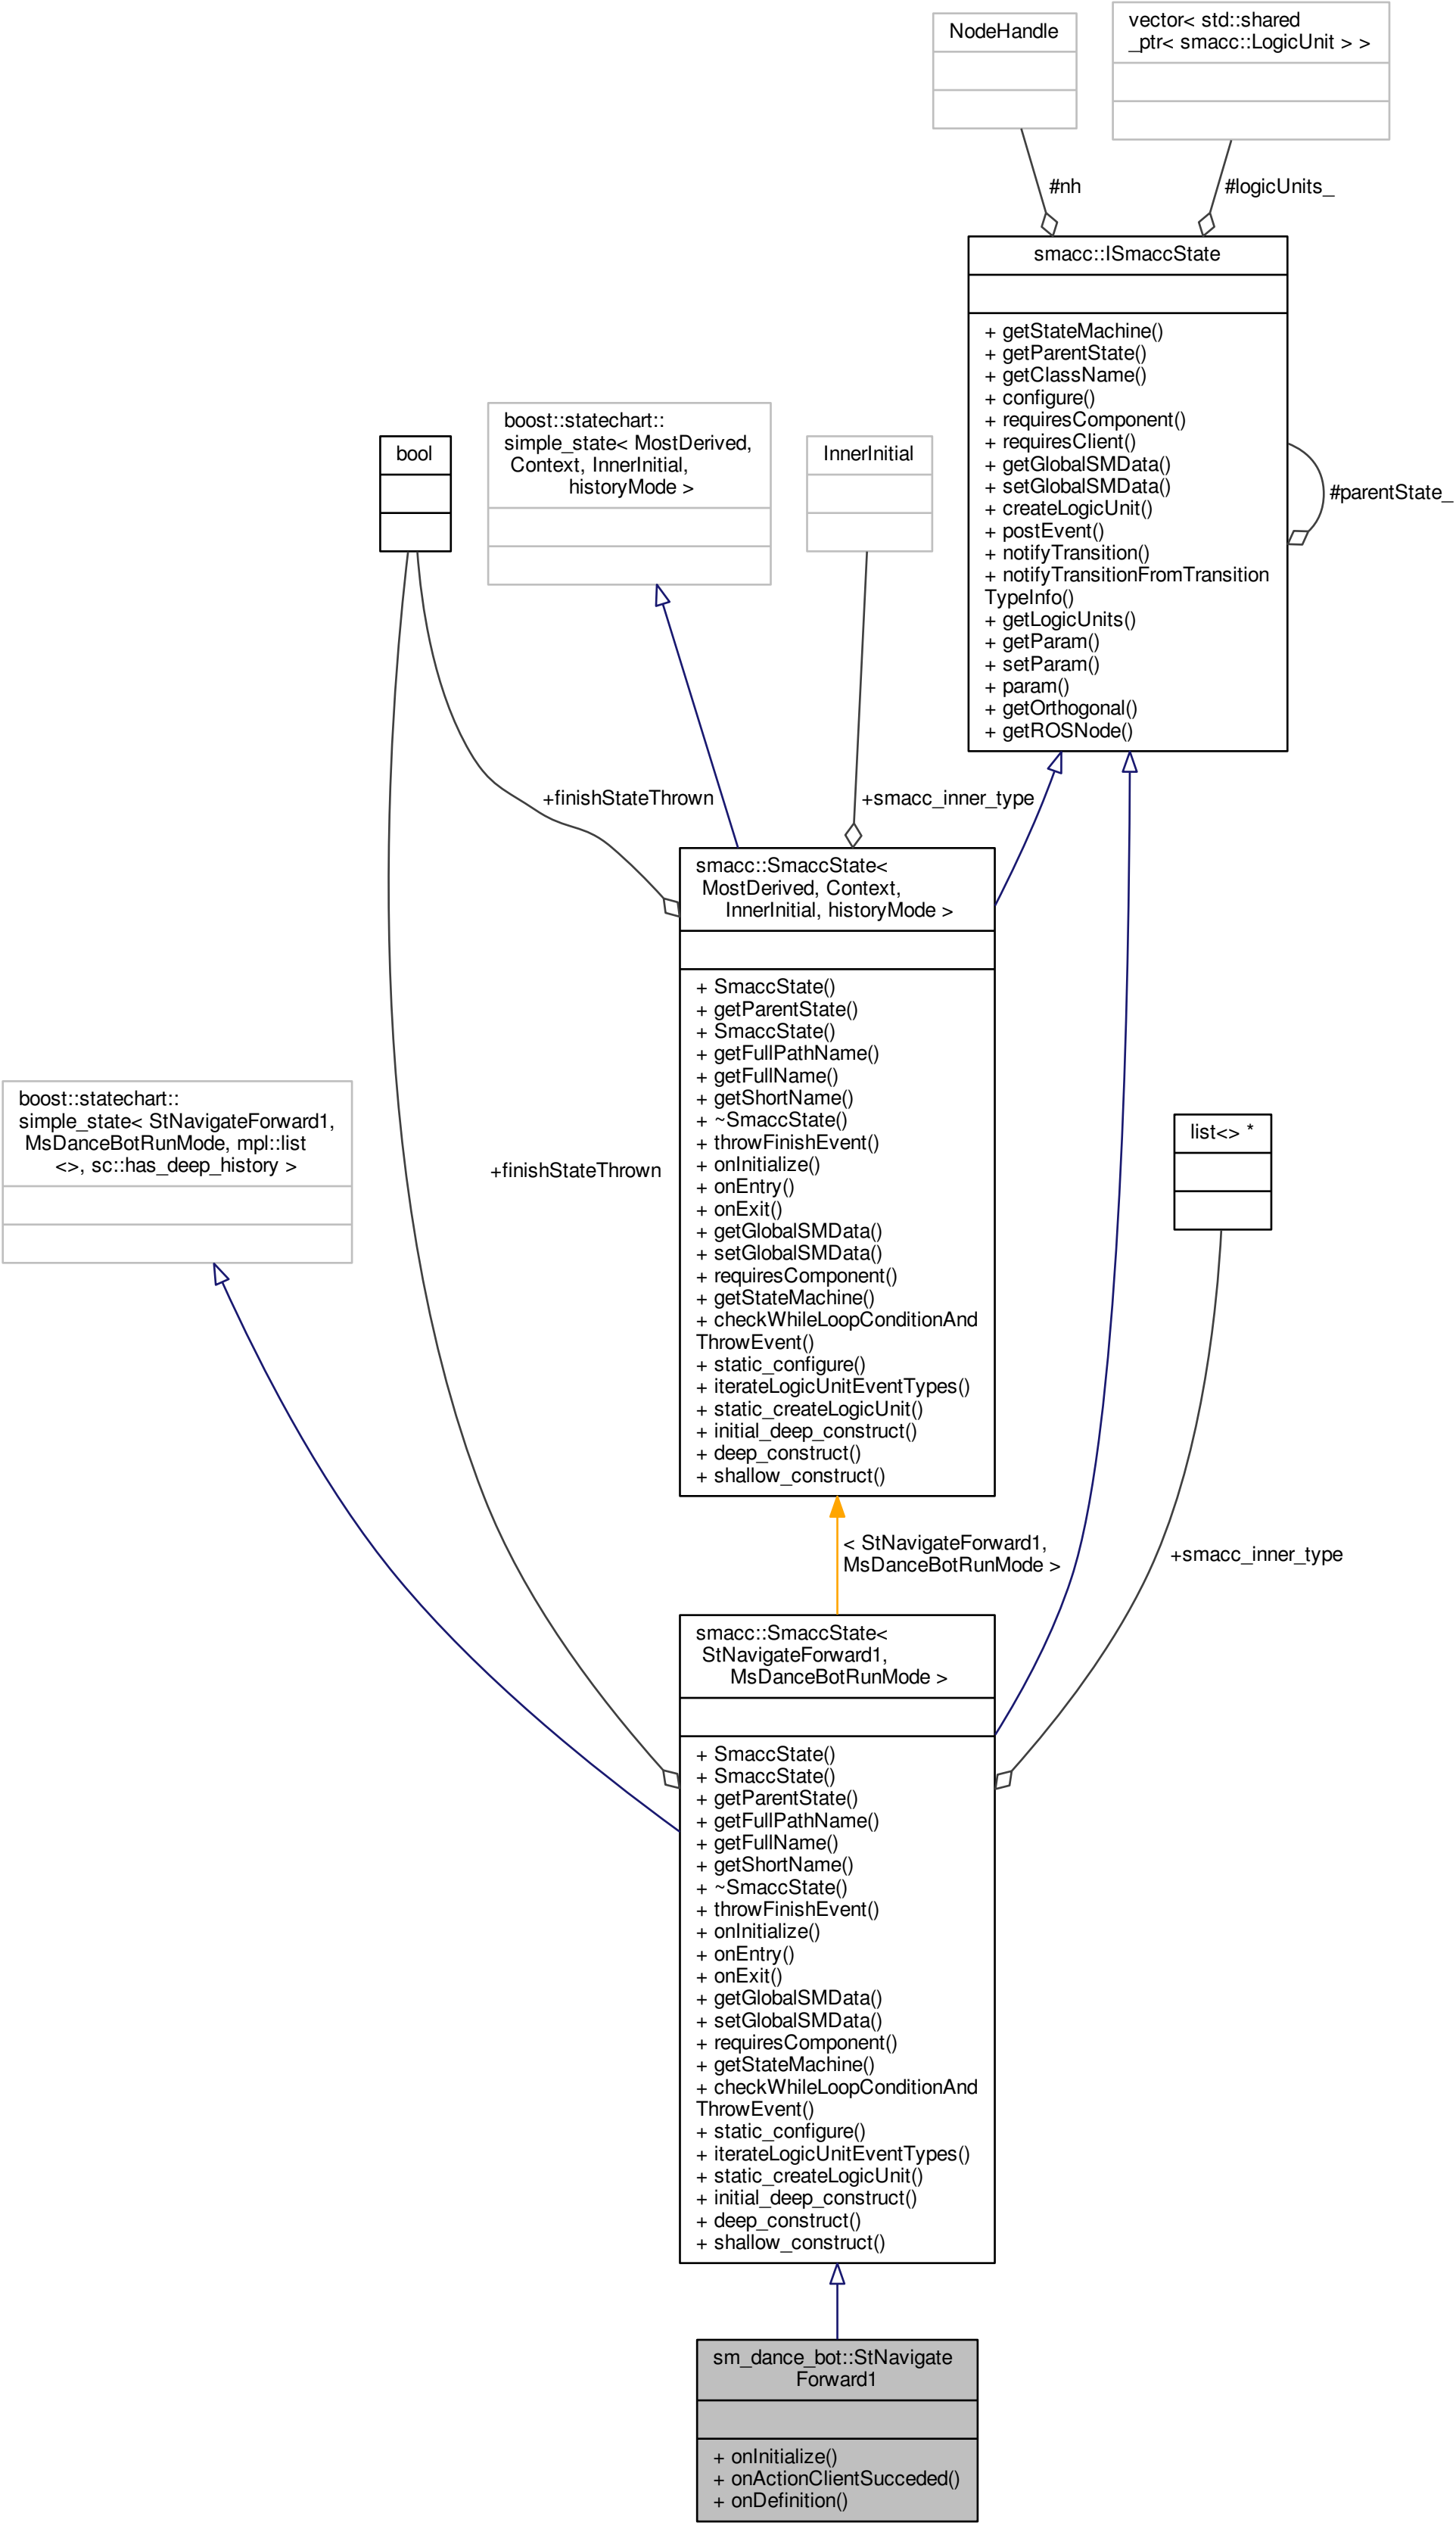 NodeHandle
vector< std::shared
_ptr< smacc::LogicUnit > >
#nh
#logicUnits_
smacc::ISmaccState
+ getStateMachine()
+ getParentState()
+ getClassName()
+ configure()
+ requiresComponent()
+ requiresClient()
+ getGlobalSMData()
+ setGlobalSMData()
+ createLogicUnit()
+ postEvent()
+ notifyTransition()
+ notifyTransitionFromTransition
TypeInfo()
+ getLogicUnits()
+ getParam()
+ setParam()
+ param()
+ getOrthogonal()
+ getROSNode()
#parentState_
bool
boost::statechart::
simple_state< MostDerived,
Context, InnerInitial,
historyMode >
InnerInitial
+finishStateThrown
+smacc_inner_type
smacc::SmaccState<
MostDerived, Context,
InnerInitial, historyMode >
+ SmaccState()
+ getParentState()
+ SmaccState()
+ getFullPathName()
+ getFullName()
+ getShortName()
+ ~SmaccState()
+ throwFinishEvent()
+ onInitialize()
+ onEntry()
+ onExit()
+ getGlobalSMData()
+ setGlobalSMData()
+ requiresComponent()
+ getStateMachine()
+ checkWhileLoopConditionAnd
ThrowEvent()
+ static_configure()
+ iterateLogicUnitEventTypes()
+ static_createLogicUnit()
+ initial_deep_construct()
+ deep_construct()
+ shallow_construct()
boost::statechart::
simple_state< StNavigateForward1,
MsDanceBotRunMode, mpl::list
<>, sc::has_deep_history >
+finishStateThrown
list<> *
< StNavigateForward1,
MsDanceBotRunMode >
+smacc_inner_type
smacc::SmaccState<
StNavigateForward1,
MsDanceBotRunMode >
+ SmaccState()
+ SmaccState()
+ getParentState()
+ getFullPathName()
+ getFullName()
+ getShortName()
+ ~SmaccState()
+ throwFinishEvent()
+ onInitialize()
+ onEntry()
+ onExit()
+ getGlobalSMData()
+ setGlobalSMData()
+ requiresComponent()
+ getStateMachine()
+ checkWhileLoopConditionAnd
ThrowEvent()
+ static_configure()
+ iterateLogicUnitEventTypes()
+ static_createLogicUnit()
+ initial_deep_construct()
+ deep_construct()
+ shallow_construct()
sm_dance_bot::StNavigate
Forward1
+ onInitialize()
+ onActionClientSucceded()
+ onDefinition()